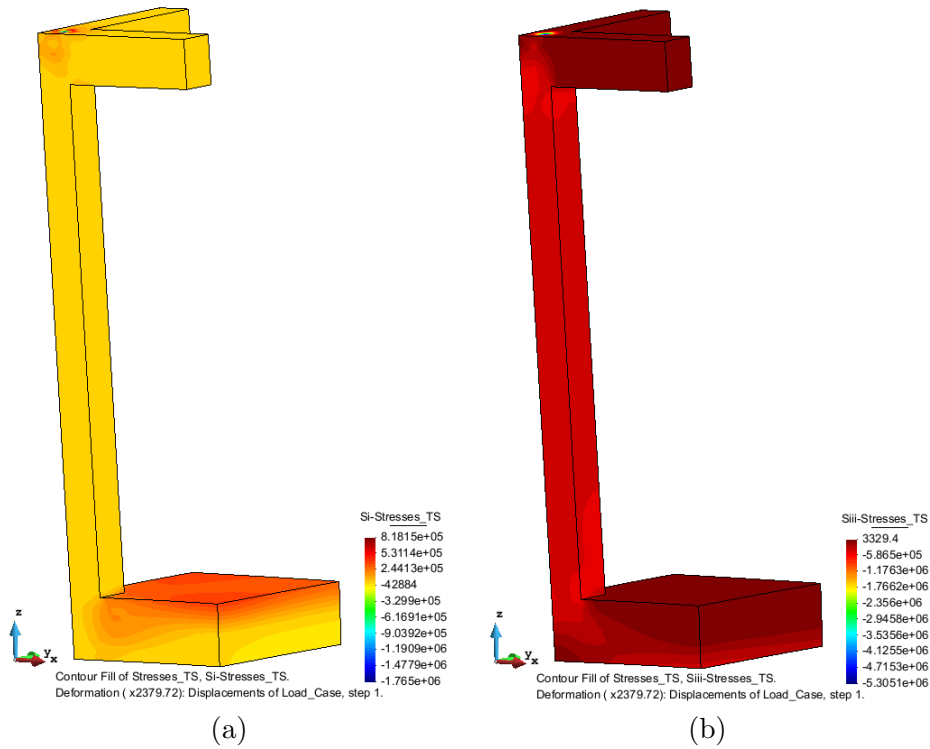 Si-Stresses_TS
8.1815e+05
5.3114e+05
2.4413e+05
-42884
-3.299e+05
-6.1691e+05
-9.0392e+05
-1.1909e+06
-1.4779e+06
-1.765e+06
z
y
x
Contour Fill of Stresses_TS, Si-Stresses_TS.
Deformation ( x2379.72): Displacements of Load_Case, step 1.
(a)
Siii-Stresses_TS
3329.4
-5.865e+05
-1.1763e+06
-1.7662e+06
-2.356e+06
-2.9458e+06
-3.5356e+06
-4.1255e+06
-4.7153e+06
-5.3051e+06
z
y
x
Contour Fill of Stresses_TS, Siii-Stresses_TS.
Deformation ( x2379.72): Displacements of Load_Case, step 1.
(b)